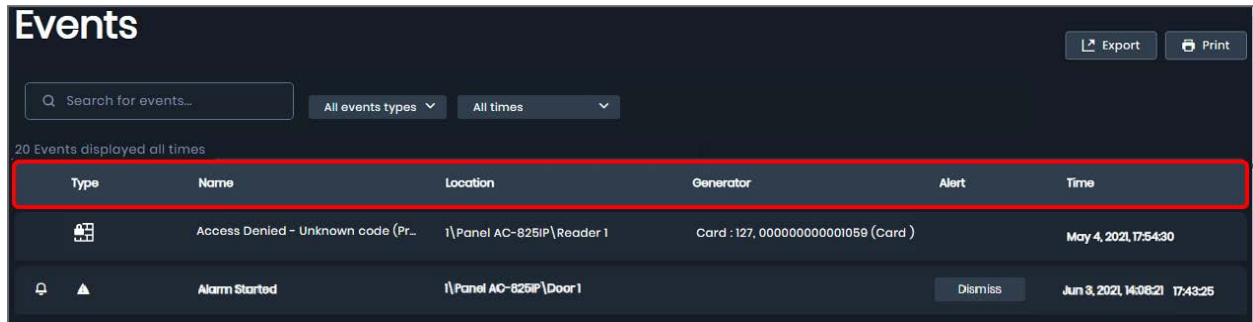 Events
Export Print
Search for events... All events types All times
20 Events displayed all times
Type Name Location Generator Alert Time
Access Denied - Unknown code (Pr... 1\Panel AC-825IP\Reader 1 Card : 127, 000000000001059 (Card ) May 4, 2021, 17:54:30
Alarm Started 1\Panel AC-825IP\Door 1 Dismiss Jun 3, 2021, 14:08:21 17:43:25